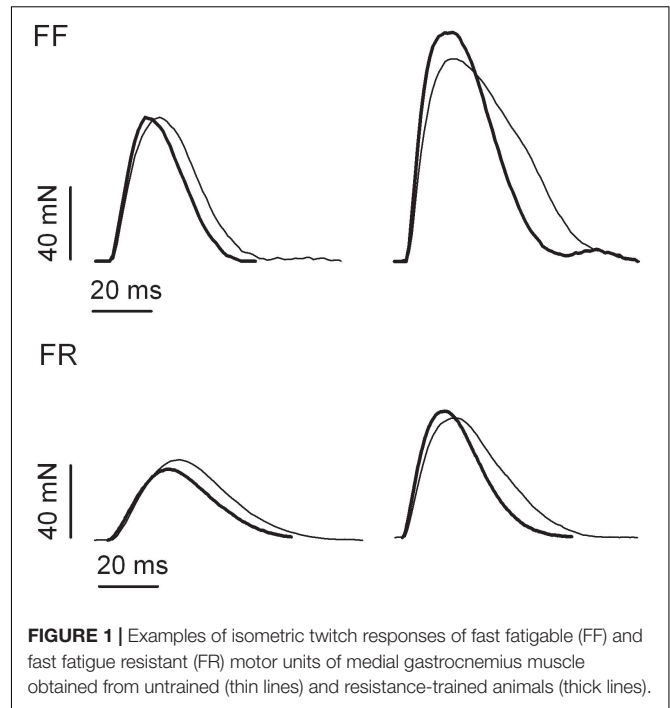 FF
40 mN
20 ms
FR
40 mN
20 ms
FIGURE 1 | Examples of isometric twitch responses of fast fatigable (FF) and
fast fatigue resistant (FR) motor units of medial gastrocnemius muscle
obtained from untrained (thin lines) and resistance-trained animals (thick lines).